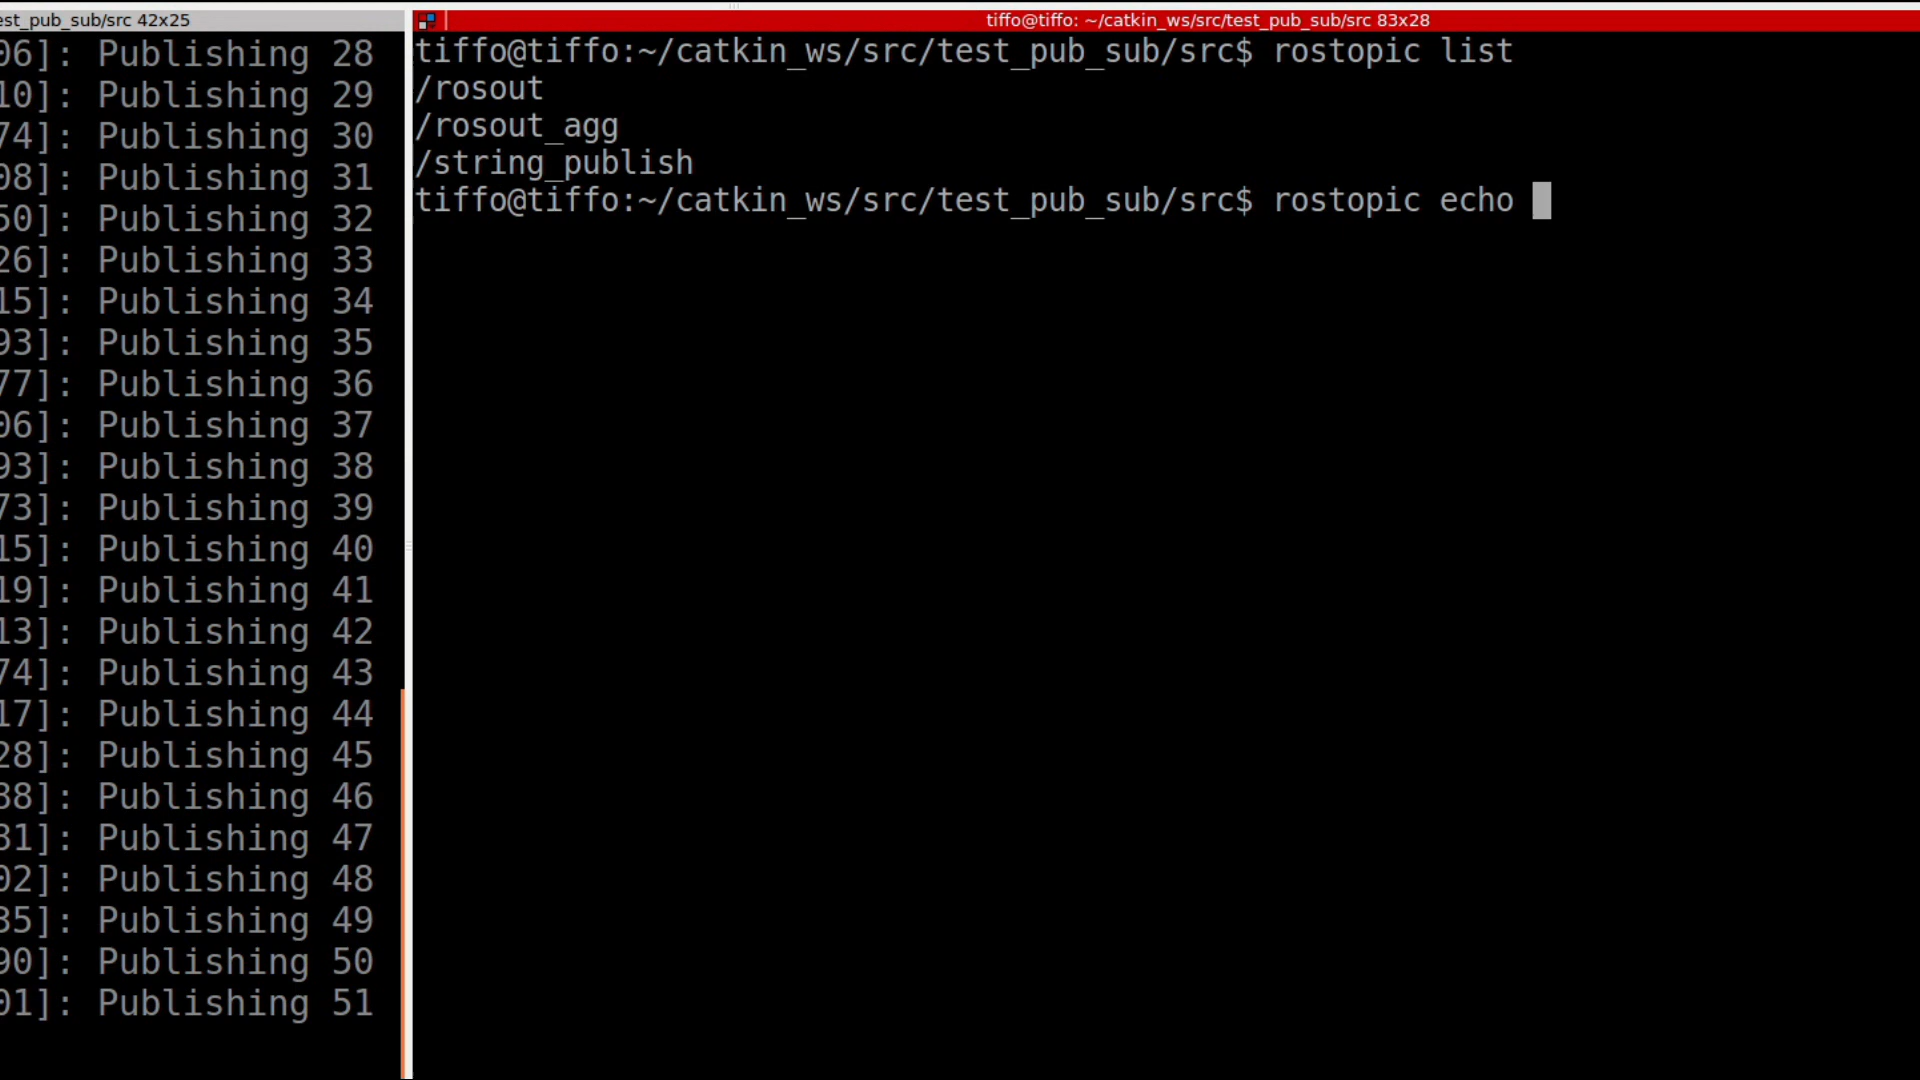 est_pub_sub/src 42x25
06]: Publishing 28
10]: Publishing 29
74]: Publishing 30
08]: Publishing 31
50]: Publishing 32
26]: Publishing 33
15]: Publishing 34
93]: Publishing 35
77]: Publishing 36
06]: Publishing 37
93]: Publishing 38
73]: Publishing 39
15]: Publishing 40
19]: Publishing 41
13]: Publishing 42
74]: Publishing 43
17]: Publishing 44
28]: Publishing 45
38]: Publishing 46
31]: Publishing 47
02]: Publishing 48
35]: Publishing 49
90]: Publishing 50
01]: Publishing 51
tiffo@tiffo: ~/catkin_ws/src/test_pub_sub/src 83x28
tiffo@tiffo:~/catkin_ws/src/test_pub_sub/src$ rostopic list
/rosout
/rosout_agg
/string_publish
tiffo@tiffo:~/catkin_ws/src/test_pub_sub/src$ rostopic echo